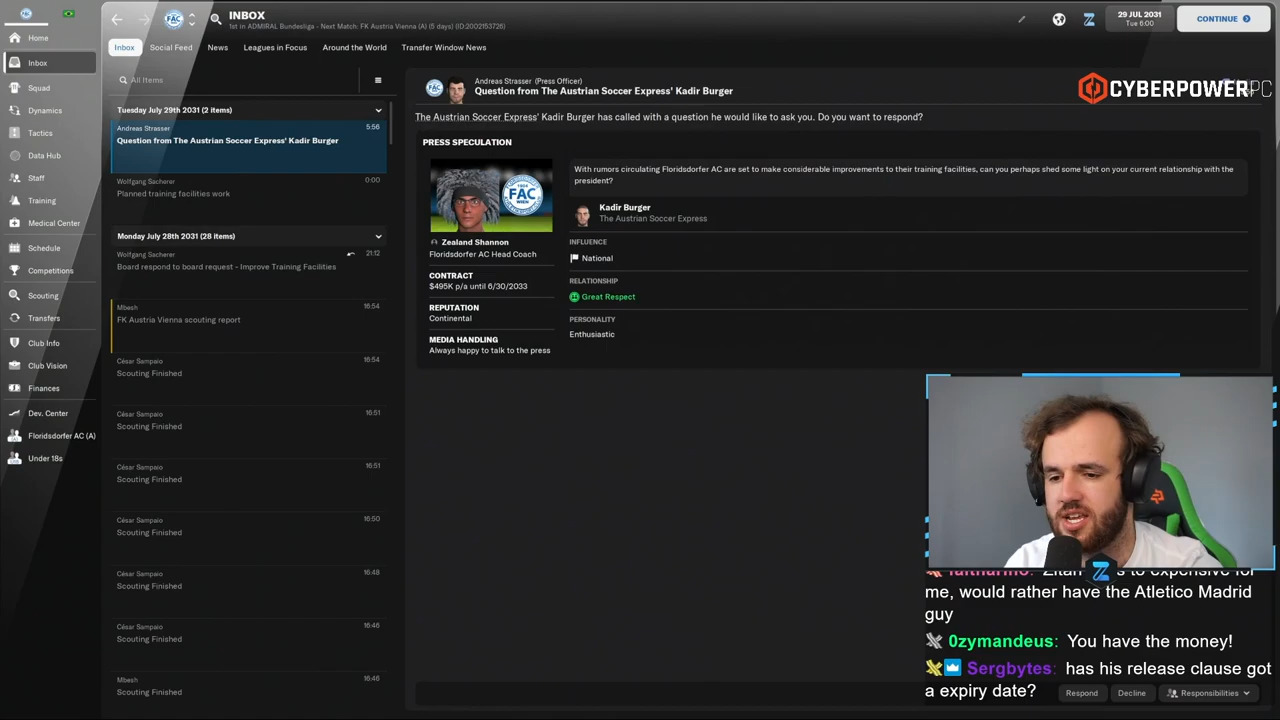 INBOX
1st in ADMIRAL Bundesliga - Next Match: FK Austria Vienna (A) (5 days) (ID:2002153726)
29 JUL 2031
Tue 6:00
CONTINUE
Home
Inbox
Squad
Dynamics
Tactics
Data Hub
Staff
Training
Medical Center
Schedule
Competitions
Scouting
Transfers
Club Info
Club Vision
Finances
Dev. Center
Floridsdorfer AC (A)
Under 18s
Inbox
Social Feed
News
Leagues in Focus
Around the World
Transfer Window News
All Items
Tuesday July 29th 2031 (2 items)
Andreas Strasser
5:56
Question from The Austrian Soccer Express' Kadir Burger
Wolfgang Sacherer
0:00
Planned training facilities work
Monday July 28th 2031 (28 items)
Wolfgang Sacherer
21:12
Board respond to board request - Improve Training Facilities
Mbesh
16:54
FK Austria Vienna scouting report
César Sampaio
16:54
Scouting Finished
César Sampaio
16:51
Scouting Finished
César Sampaio
16:51
Scouting Finished
César Sampaio
16:50
Scouting Finished
César Sampaio
16:48
Scouting Finished
César Sampaio
16:46
Scouting Finished
Mbesh
16:46
Scouting Finished
Andreas Strasser (Press Officer)
Question from The Austrian Soccer Express' Kadir Burger
CYBERPOWERPC
The Austrian Soccer Express' Kadir Burger has called with a question he would like to ask you. Do you want to respond?
PRESS SPECULATION
FAC
WIEN
Zealand Shannon
Floridsdorfer AC Head Coach
CONTRACT
$495K p/a until 6/30/2033
REPUTATION
Continental
MEDIA HANDLING
Always happy to talk to the press
With rumors circulating Floridsdorfer AC are set to make considerable improvements to their training facilities, can you perhaps shed some light on your current relationship with the
president?
Kadir Burger
The Austrian Soccer Express
INFLUENCE
National
RELATIONSHIP
Great Respect
PERSONALITY
Enthusiastic
me, would rather have the Atletico Madrid
guy
0zymandeus: You have the money!
Sergbytes: has his release clause got
a expiry date?
Respond
Decline
Responsibilities